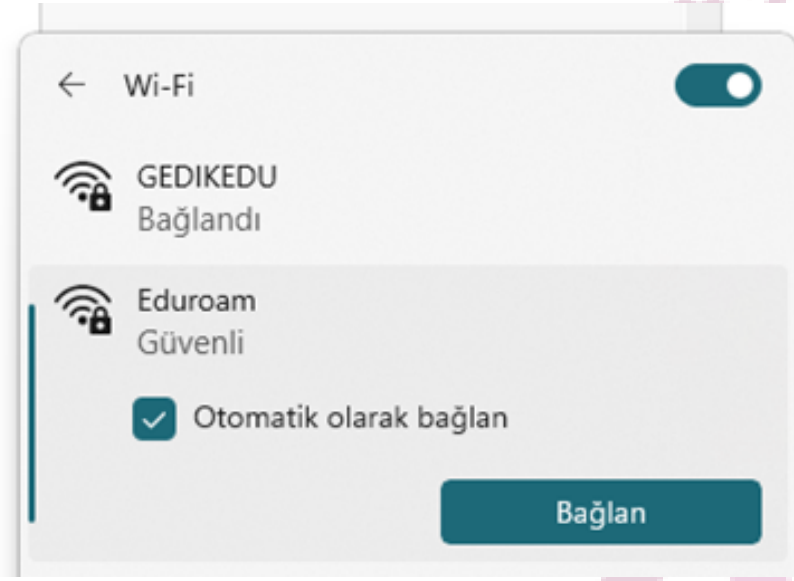 Wi-Fi
GEDIKEDU
Bağlandı
Eduroam
Güvenli
Otomatik olarak bağlan
Bağlan